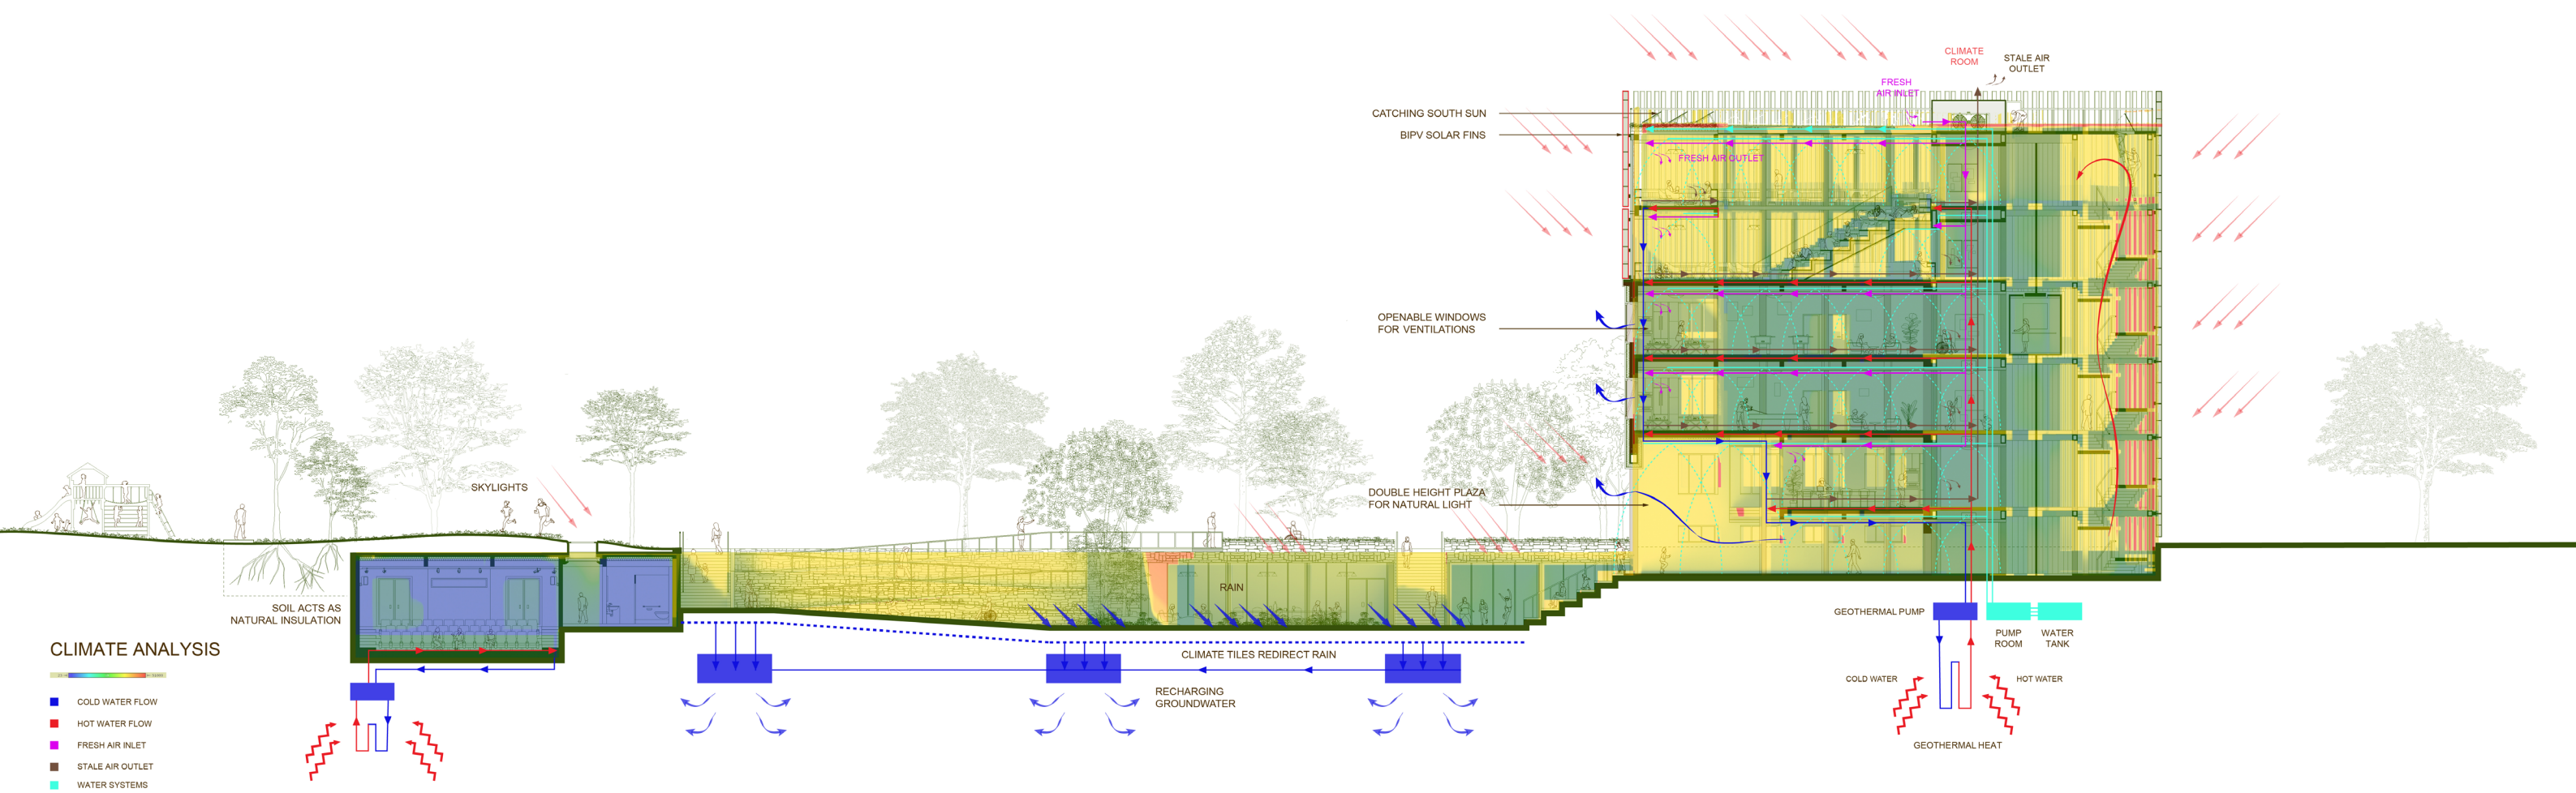 CLIMATE
ROOM
STALE AIR
OUTLET
FRESH
AIR INLET
CATCHING SOUTH SUN
BIPV SOLAR FINS
FRESH AIR OUTLET
OPENABLE WINDOWS
FOR VENTILATIONS
SKYLIGHTS
DOUBLE HEIGHT PLAZA
FOR NATURAL LIGHT
RAIN
SOIL ACTS AS
NATURAL INSULATION
GEOTHERMAL PUMP
PUMP
ROOM
WATER
TANK
CLIMATE TILES REDIRECT RAIN
RECHARGING
GROUNDWATER
COLD WATER
HOT WATER
GEOTHERMAL HEAT
CLIMATE ANALYSIS
COLD WATER FLOW
HOT WATER FLOW
FRESH AIR INLET
STALE AIR OUTLET
WATER SYSTEMS